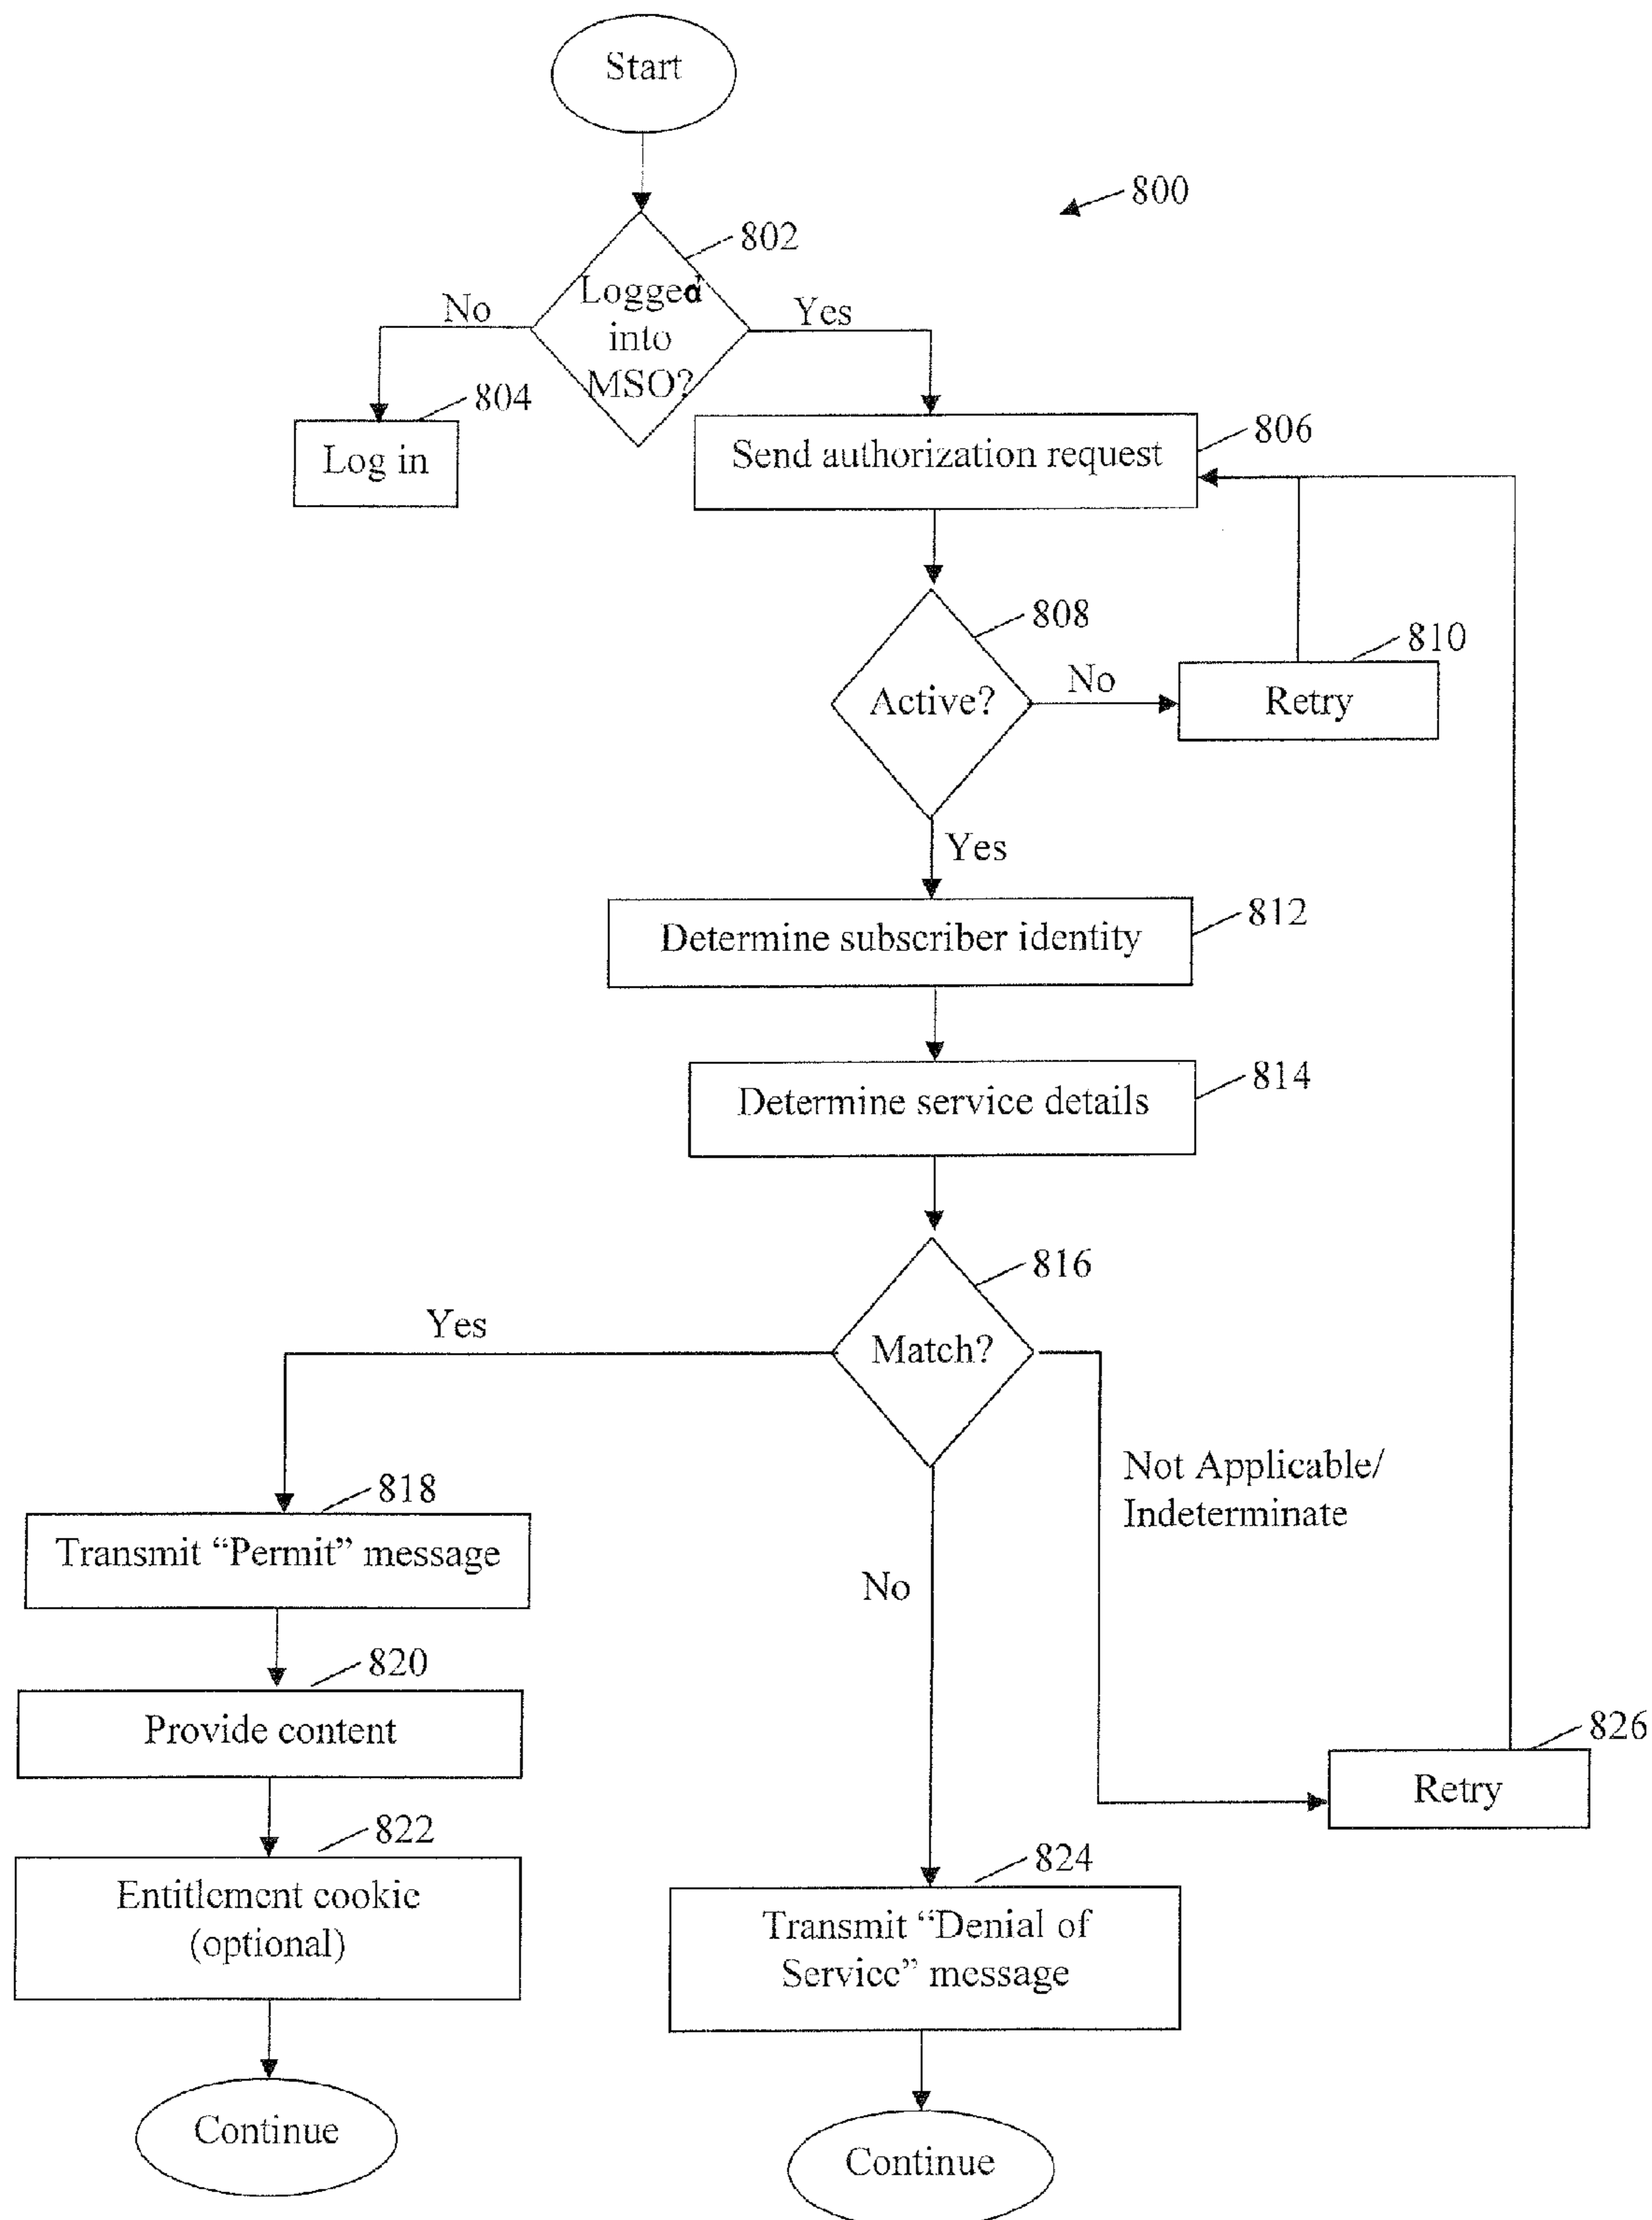 Start
800
802
Logged
into
MSO?
No
Yes
804
Log in
806
Send authorization request
808
Active?
No
810
Retry
Yes
812
Determine subscriber identity
814
Determine service details
816
Match?
Yes
Not Applicable/
Indeterminate
No
818
Transmit “Permit” message
820
Provide content
826
Retry
822
Entitlement cookie
(optional)
824
Transmit “Denial of
Service” message
Continue
Continue